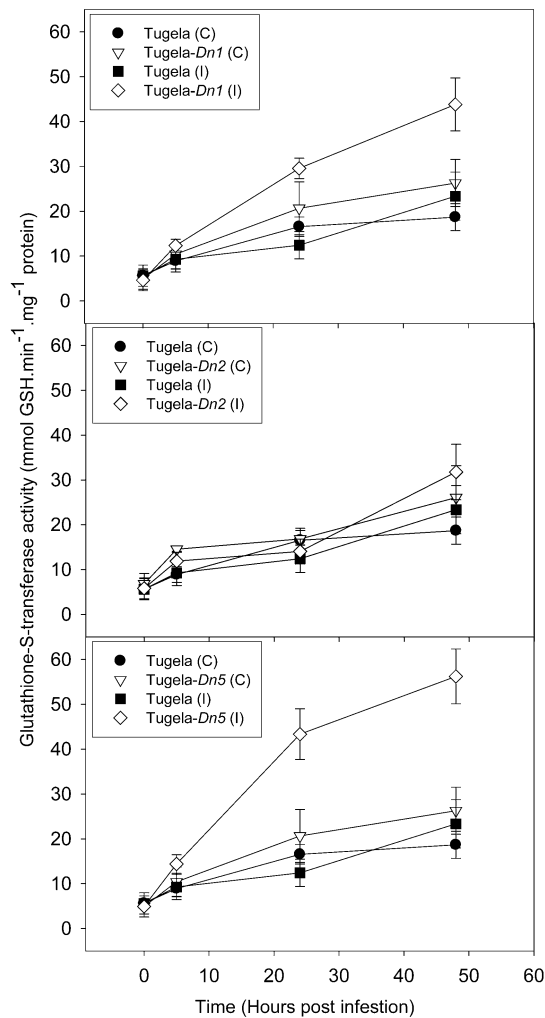 60
50
40
30
20
10
0
Tugela (C)
Tugela-Dn1 (C)
Tugela (I)
Tugela-Dn1 (I)
60
50
40
30
20
10
0
Tugela (C)
Tugela-Dn2 (C)
Tugela (I)
Tugela-Dn2 (I)
60
50
40
30
20
10
0
Tugela (C)
Tugela-Dn5 (C)
Tugela (I)
Tugela-Dn5 (I)
Glutathione-S-transferase activity (mmol GSH.min⁻¹.mg⁻¹ protein)
0 10 20 30 40 50 60
Time (Hours post infestion)